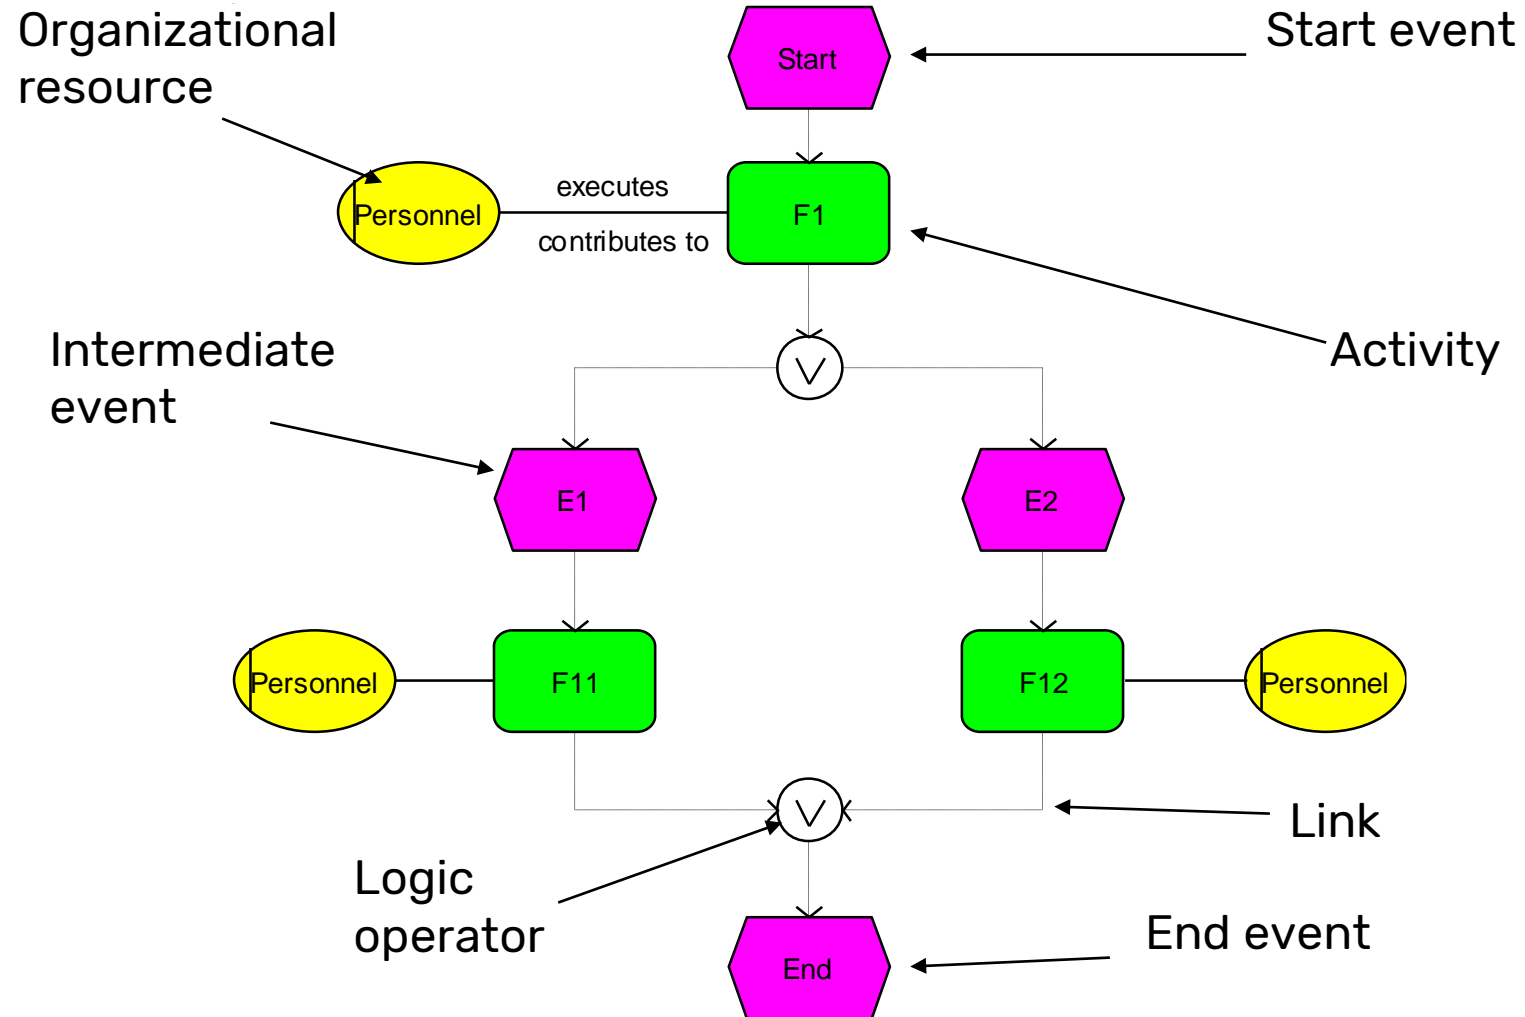 Organizational
resource
Start event
Start
executes
Personnel
F1
contributes to
Intermediate
event
Activity
V
E1
E2
Personnel
F11
F12
Personnel
V
Link
Logic
operator
End event
End